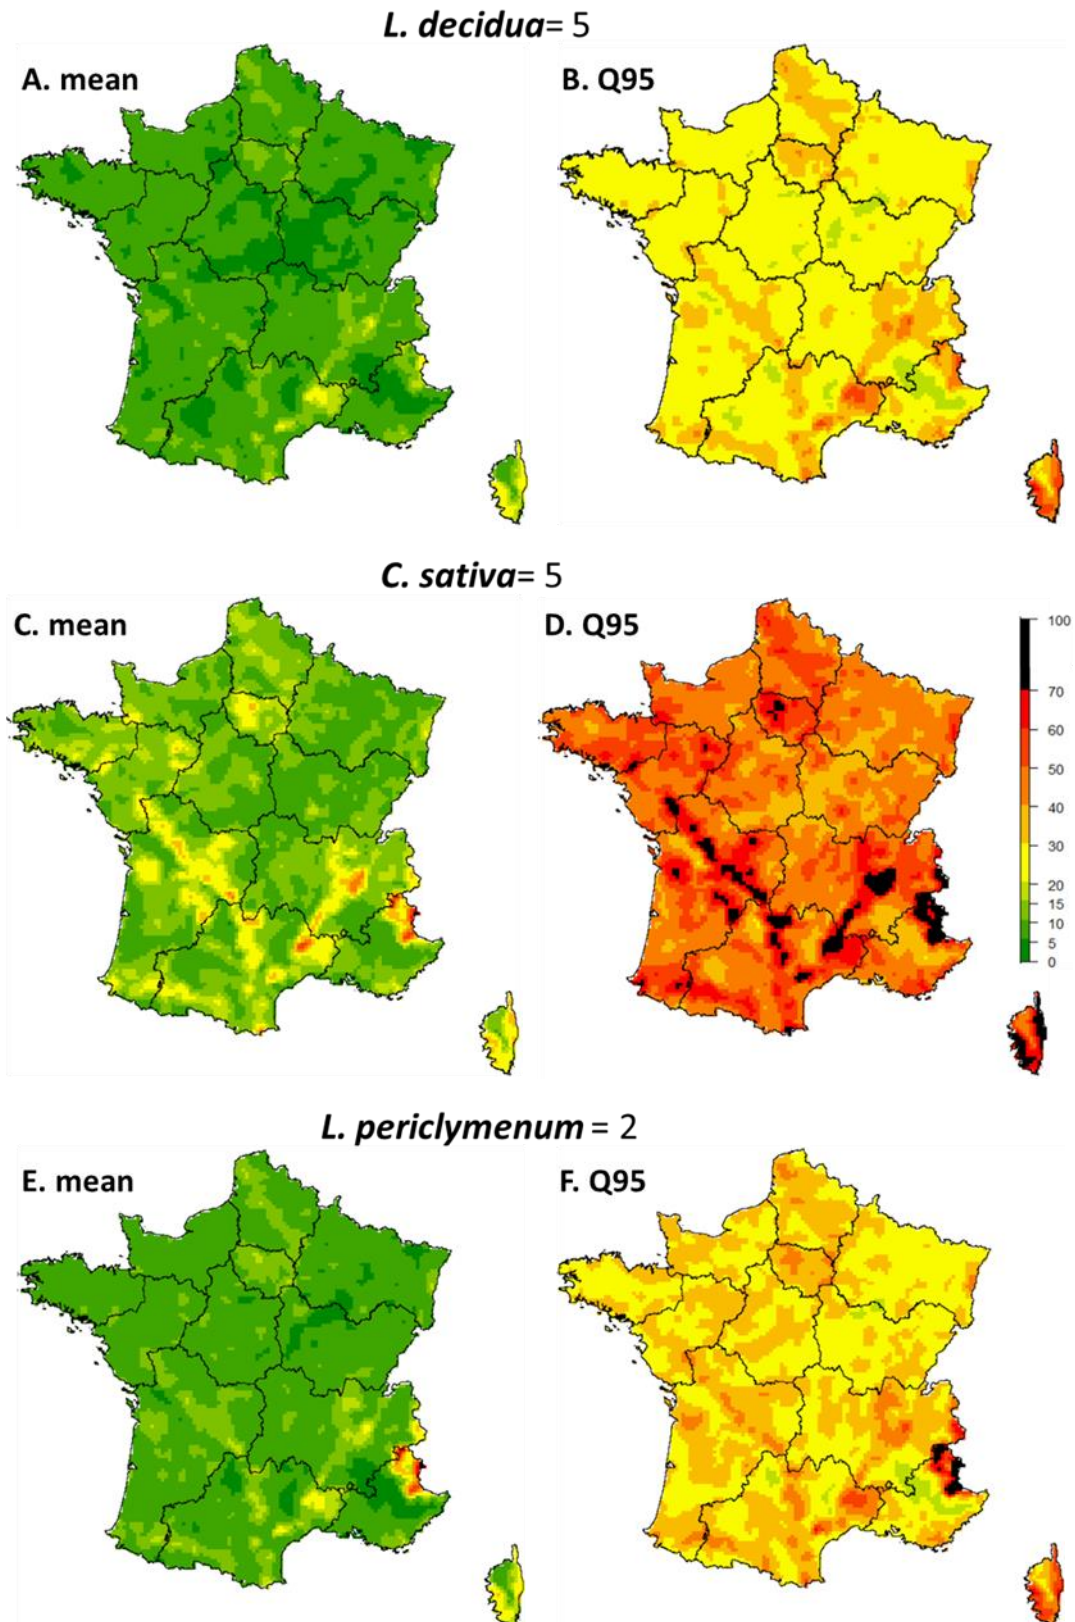 L. decidua= 5
A. mean
B. Q95
C. sativa= 5
C. mean
D. Q95
100
70
60
50
40
30
20
15
10
5
0
L. periclymenum = 2
E. mean
F. Q95